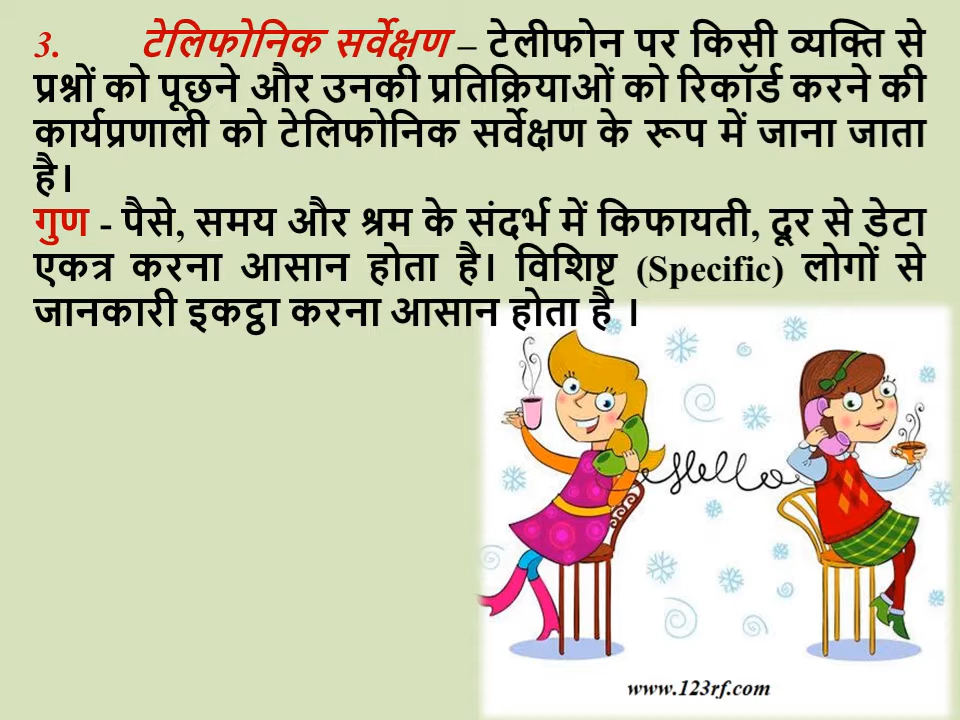 3. टेलिफोनिक सर्वेक्षण – टेलीफोन पर किसी व्यक्ति से
प्रश्नों को पूछने और उनकी प्रतिक्रियाओं को रिकॉर्ड करने की
कार्यप्रणाली को टेलिफोनिक सर्वेक्षण के रूप में जाना जाता
है।
गुण - पैसे, समय और श्रम के संदर्भ में किफायती, दूर से डेटा
एकत्र करना आसान होता है। विशिष्ट (Specific) लोगों से
जानकारी इकट्ठा करना आसान होता है ।
Hello
www.123rf.com